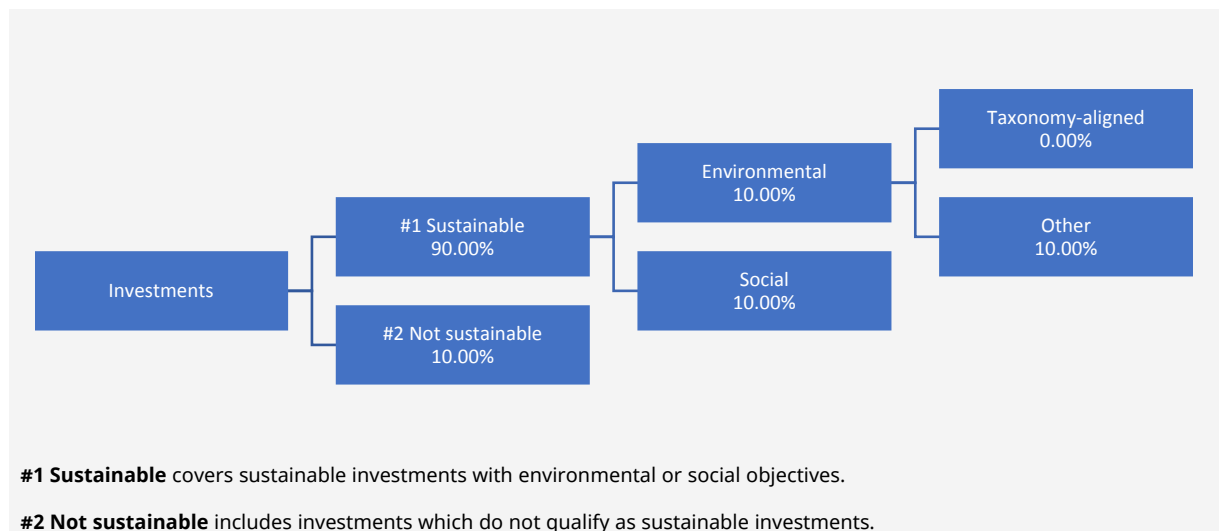 Investments
#1 Sustainable
90.00%
#2 Not sustainable
10.00%
Environmental
10.00%
Social
10.00%
Taxonomy-aligned
0.00%
Other
10.00%
#1 Sustainable covers sustainable investments with environmental or social objectives.
#2 Not sustainable includes investments which do not qualify as sustainable investments.